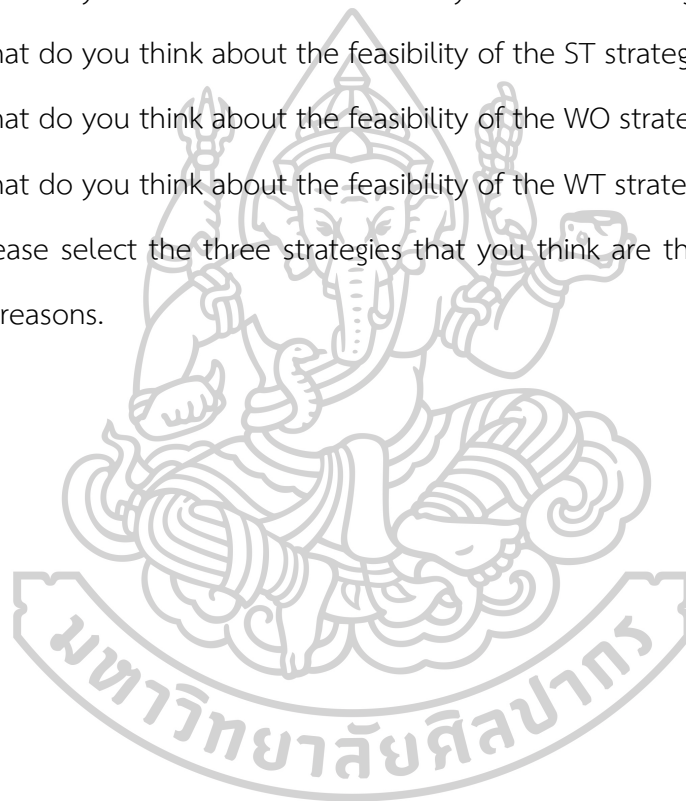 hat do you think about the feasibility of the ST strateg
hat do you think about the feasibility of the WO strate
hat do you think about the feasibility of the WT strate
ease select the three strategies that you think are th
reasons.
มหาวิทยาลัยศิลปากร